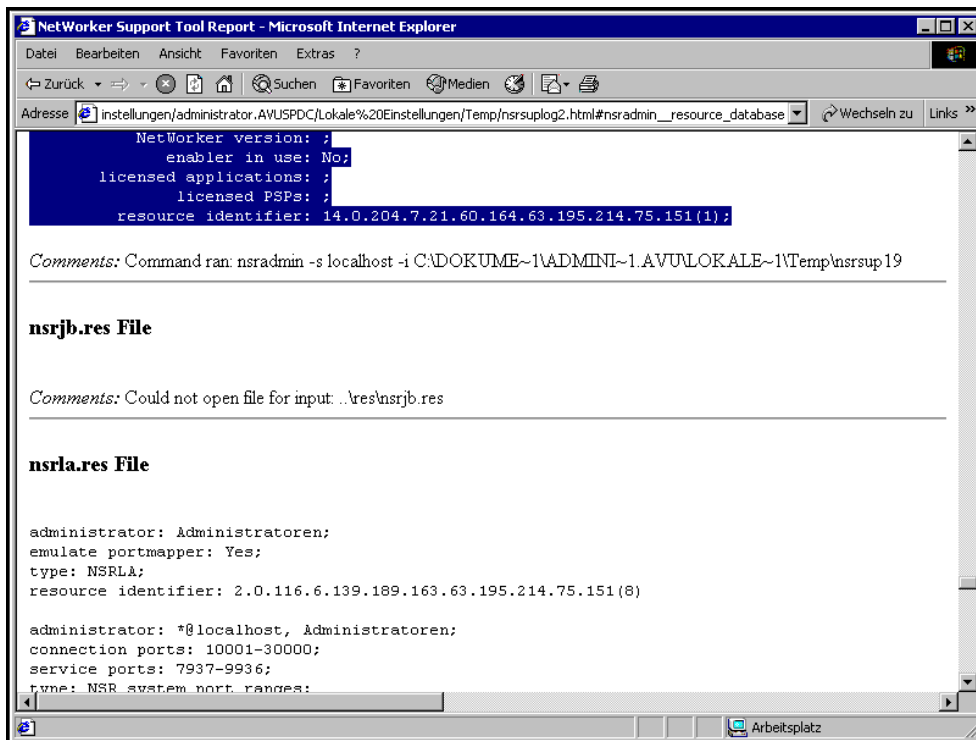 NetWorker Support Tool Report - Microsoft Internet Explorer
Datei Bearbeiten Ansicht Favoriten Extras ?
Zurück Suchen Favoriten Medien
Adresse instellungen/administrator.AVUSPDC/Lokale%20Einstellungen/Temp/nsrsuplog2.html#nsradmin__resource_database Wechseln zu Links »
NetWorker version: ;
enabler in use: No;
licensed applications: ;
licensed PSPs: ;
resource identifier: 14.0.204.7.21.60.164.63.195.214.75.151(1);
Comments: Command ran: nsradmin -s localhost -i C:\DOKUME~1\ADMINI~1.AVU\LOKALE~1\Temp\nsrsup19
nsrjb.res File
Comments: Could not open file for input: ..\res\nsrjb.res
nsrla.res File
administrator: Administratoren;
emulate portmapper: Yes;
type: NSRLA;
resource identifier: 2.0.116.6.139.189.163.63.195.214.75.151(8)
administrator: *@localhost, Administratoren;
connection ports: 10001-30000;
service ports: 7937-9936;
type: NSR system port ranges;
Arbeitsplatz